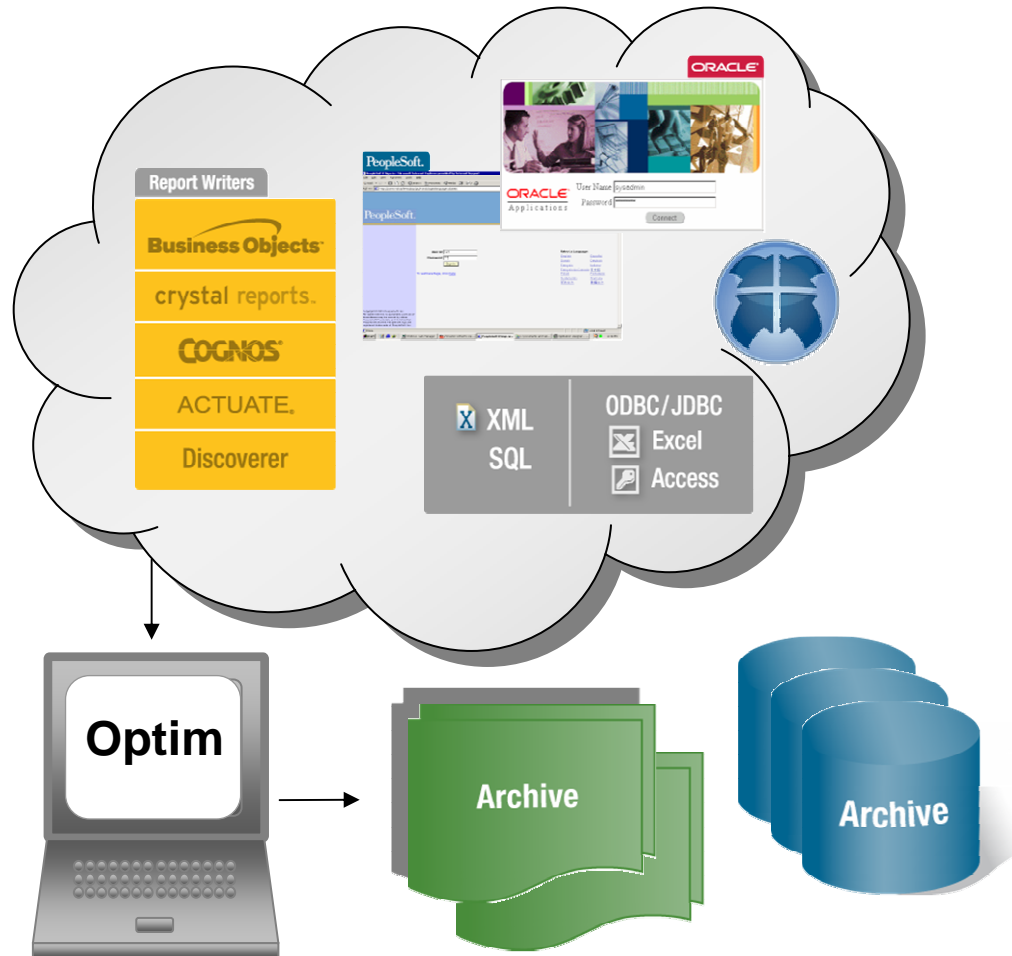 ORACLE
PeopleSoft.
Report Writers
Business Objects
crystal reports
COGNOS
ACTUATE
Discoverer
PeopleSoft.
ORACLE
Applications
User Name sysadmin
Password
Connect
XML
SQL
ODBC/JDBC
Excel
Access
Optim
Archive
Archive